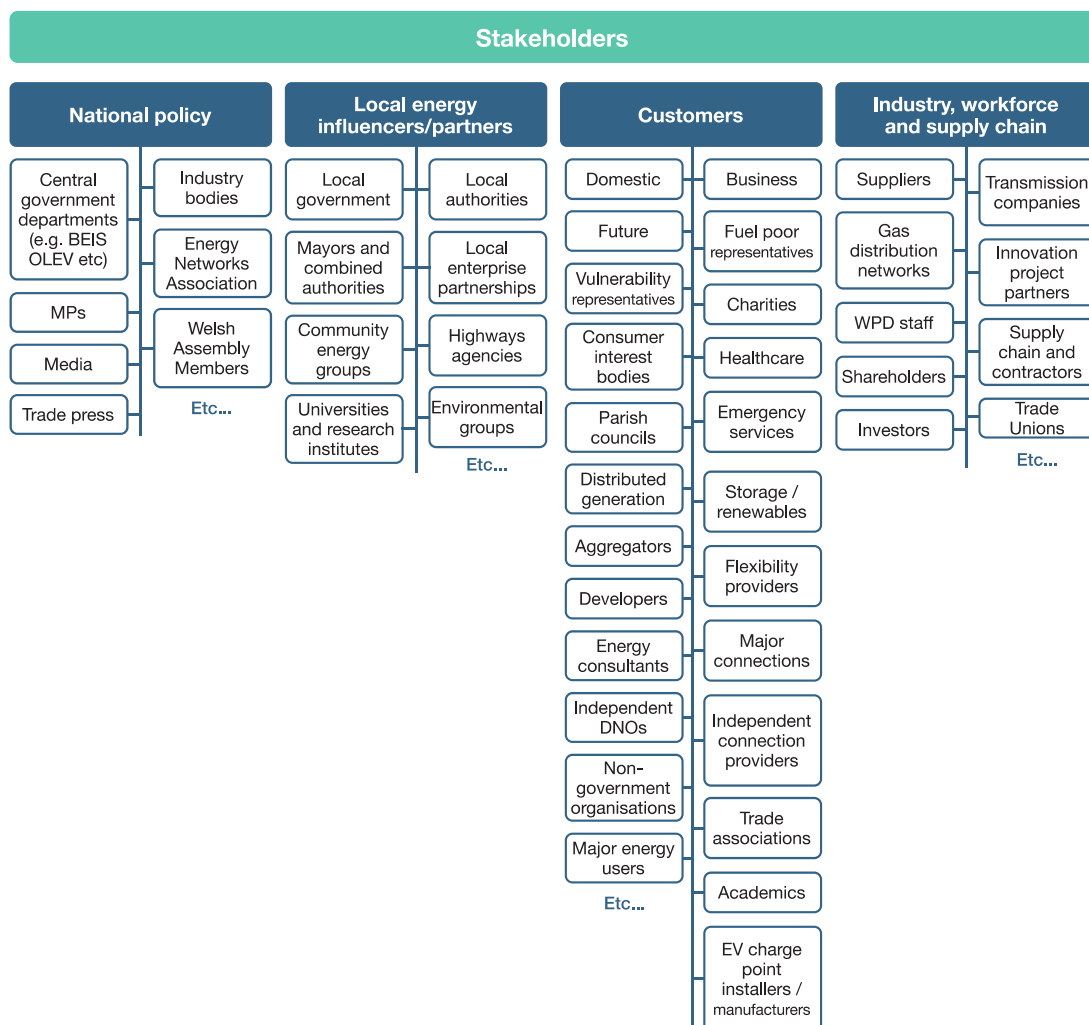 Stakeholders
National policy
Central
government
departments
(e.g. BEIS
OLEV etc)
MPs
Media
Trade press
Industry
bodies
Energy
Networks
Association
Welsh
Assembly
Members
Etc...
Local energy
influencers/partners
Local
government
Mayors and
combined
authorities
Community
energy
groups
Universities
and research
institutes
Local
authorities
Local
enterprise
partnerships
Highways
agencies
Environmental
groups
Etc...
Customers
Domestic
Future
Vulnerability
representatives
Consumer
interest
bodies
Parish
councils
Distributed
generation
Aggregators
Developers
Energy
consultants
Independent
DNOs
Non-
government
organisations
Major energy
users
Etc...
Business
Fuel poor
representatives
Charities
Healthcare
Emergency
services
Storage /
renewables
Flexibility
providers
Major
connections
Independent
connection
providers
Trade
associations
Academics
EV charge
point
installers /
manufacturers
Industry, workforce
and supply chain
Suppliers
Gas
distribution
networks
WPD staff
Shareholders
Investors
Transmission
companies
Innovation
project
partners
Supply
chain and
contractors
Trade
Unions
Etc...